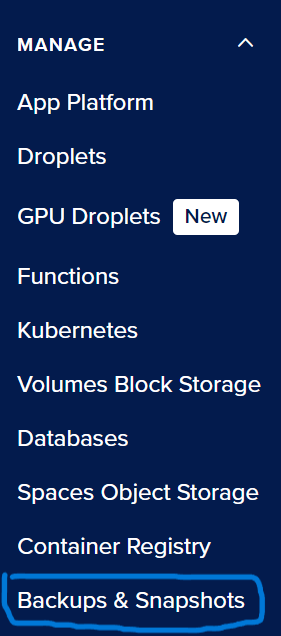 MANAGE
App Platform
Droplets
GPU Droplets New
Functions
Kubernetes
Volumes Block Storage
Databases
Spaces Object Storage
Container Registry
Backups & Snapshots